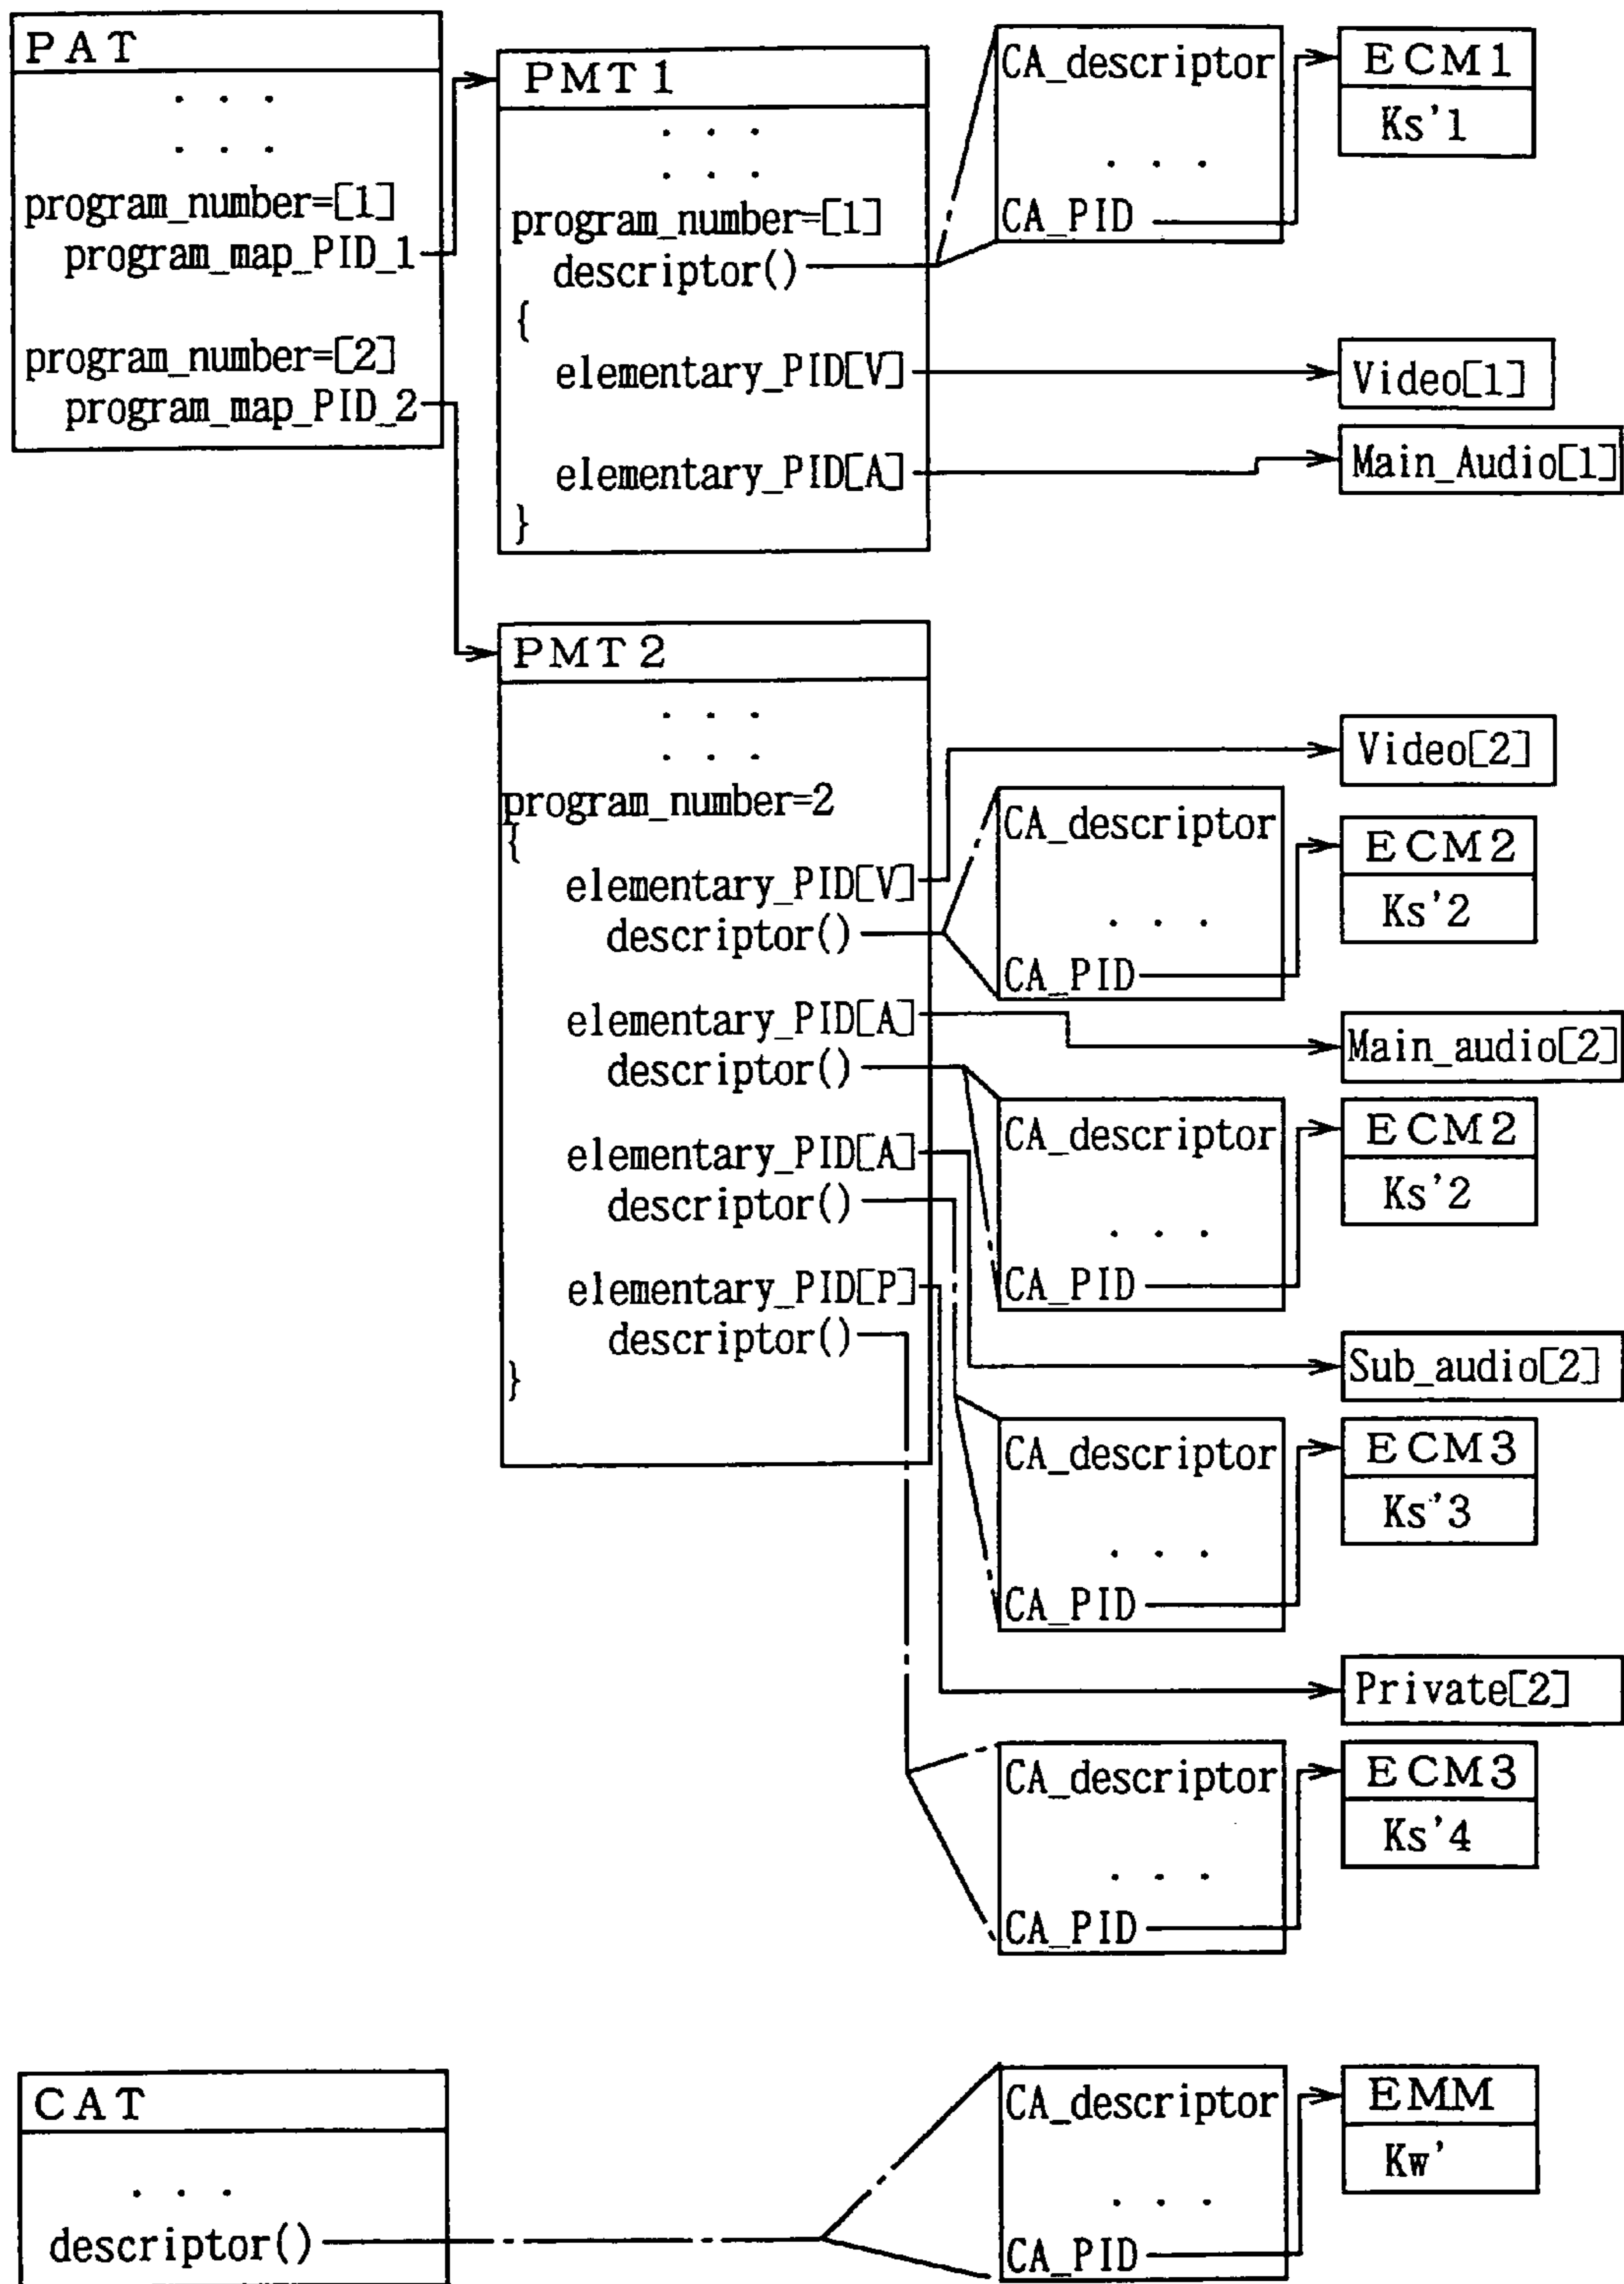 PAT
. . .
. . .
program_number=[1]
program_map_PID_1
program_number=[2]
program_map_PID_2
PMT1
. . .
. . .
program_number=[1]
descriptor()
{
elementary_PID[V]
elementary_PID[A]
}
CA_descriptor
. . .
CA_PID
ECM1
Ks'1
Video[1]
Main_Audio[1]
PMT2
. . .
. . .
program_number=2
{
elementary_PID[V]
descriptor()
elementary_PID[A]
descriptor()
elementary_PID[A]
descriptor()
elementary_PID[P]
descriptor()
}
Video[2]
CA_descriptor
. . .
CA_PID
ECM2
Ks'2
Main_audio[2]
CA_descriptor
. . .
CA_PID
ECM2
Ks'2
Sub_audio[2]
CA_descriptor
. . .
CA_PID
ECM3
Ks'3
Private[2]
CA_descriptor
. . .
CA_PID
ECM3
Ks'4
CAT
. . .
descriptor()
CA_descriptor
. . .
CA_PID
EMM
Kw'